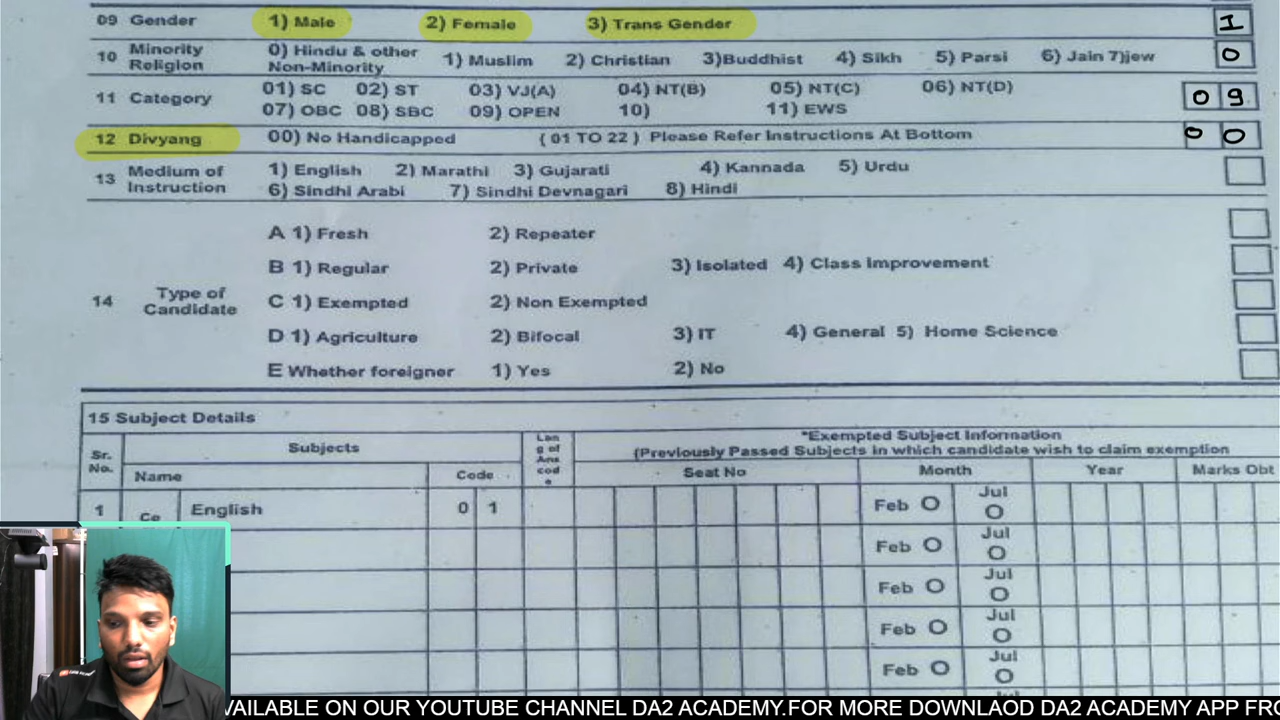 09 Gender 1) Male 2) Female 3) Trans Gender 1
10 Minority Religion 0) Hindu & other Non-Minority 1) Muslim 2) Christian 3)Buddhist 4) Sikh 5) Parsi 6) Jain 7)jew 0
11 Category 01) SC 02) ST 03) VJ(A) 04) NT(B) 05) NT(C) 06) NT(D)
07) OBC 08) SBC 09) OPEN 10) 11) EWS 0 9
12 Divyang 00) No Handicapped ( 01 TO 22 ) Please Refer Instructions At Bottom 0 0
13 Medium of Instruction 1) English 2) Marathi 3) Gujarati 4) Kannada 5) Urdu
6) Sindhi Arabi 7) Sindhi Devnagari 8) Hindi
14 Type of Candidate
A 1) Fresh 2) Repeater
B 1) Regular 2) Private 3) Isolated 4) Class Improvement
C 1) Exempted 2) Non Exempted
D 1) Agriculture 2) Bifocal 3) IT 4) General 5) Home Science
E Whether foreigner 1) Yes 2) No
15 Subject Details
Sr. No. Subjects Lan g of Ans cod e *Exempted Subject Information
(Previously Passed Subjects in which candidate wish to claim exemption
Name Code Seat No Month Year Marks Obt
1 Ce English 0 1 Feb O Jul O
Feb O Jul O
Feb O Jul O
Feb O Jul O
Feb O Jul O
VAILABLE ON OUR YOUTUBE CHANNEL DA2 ACADEMY.FOR MORE DOWNLAOD DA2 ACADEMY APP FRO